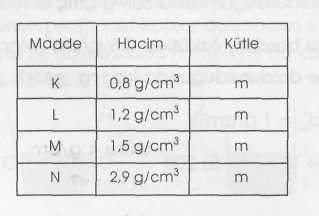 Madde Hacim Kütle
K 0,8 g/cm³ m
L 1,2 g/cm³ m
M 1,5 g/cm³ m
N 2,9 g/cm³ m